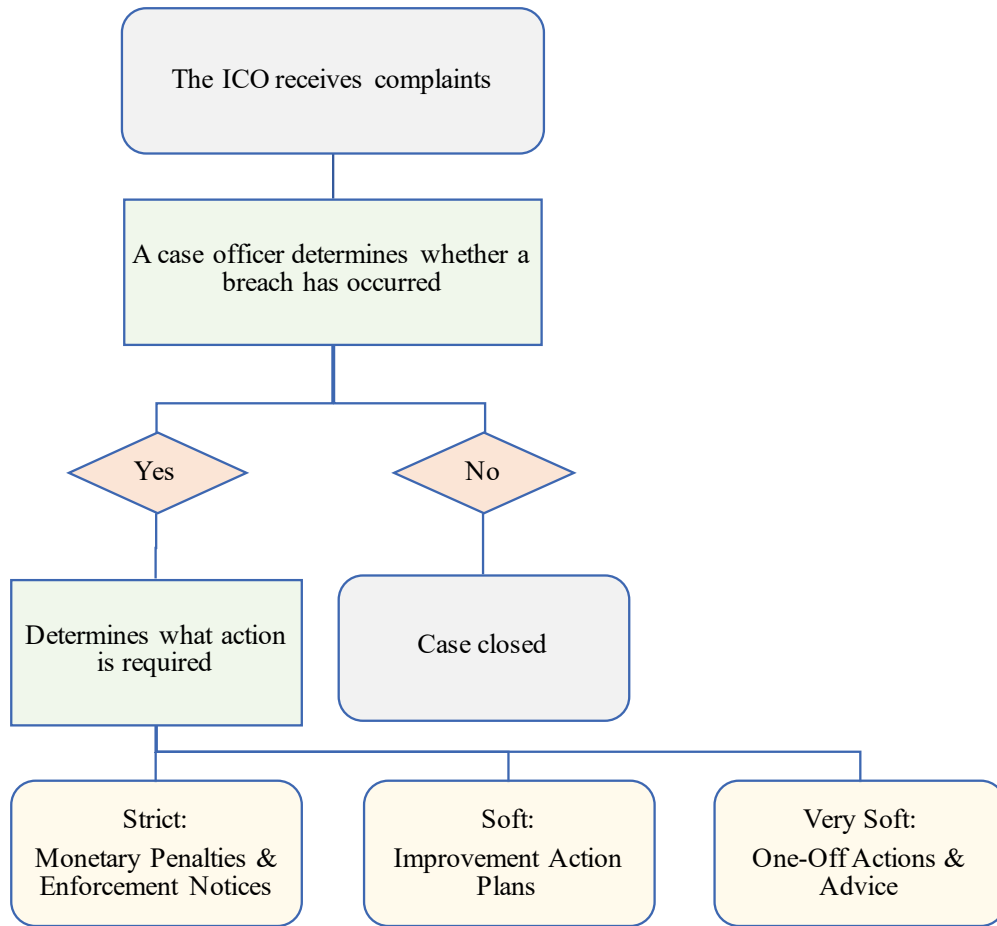 The ICO receives complaints
A case officer determines whether a
breach has occurred
Yes
No
Determines what action
is required
Case closed
Strict:
Monetary Penalties &
Enforcement Notices
Soft:
Improvement Action
Plans
Very Soft:
One-Off Actions &
Advice